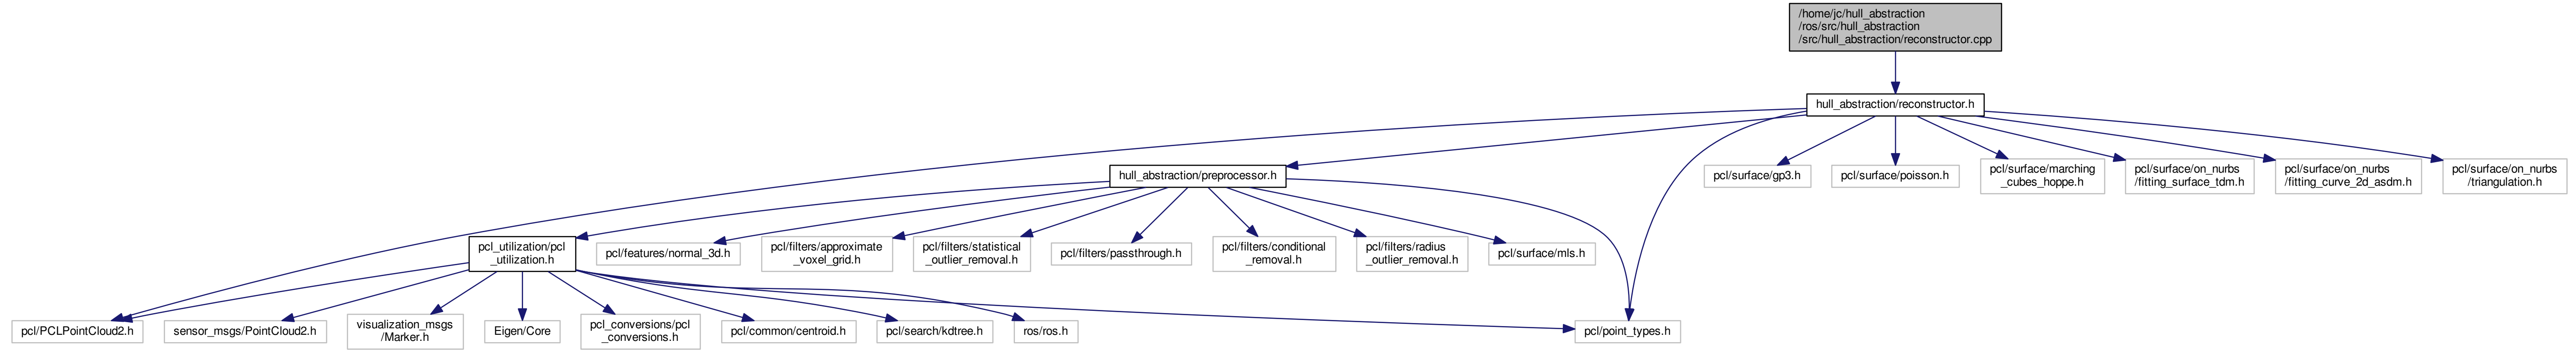 /home/jc/hull_abstraction
/ros/src/hull_abstraction
/src/hull_abstraction/reconstructor.cpp
hull_abstraction/reconstructor.h
hull_abstraction/preprocessor.h
pcl/surface/gp3.h
pcl/surface/poisson.h
pcl/surface/marching
_cubes_hoppe.h
pcl/surface/on_nurbs
/fitting_surface_tdm.h
pcl/surface/on_nurbs
/fitting_curve_2d_asdm.h
pcl/surface/on_nurbs
/triangulation.h
pcl_utilization/pcl
_utilization.h
pcl/features/normal_3d.h
pcl/filters/approximate
_voxel_grid.h
pcl/filters/statistical
_outlier_removal.h
pcl/filters/passthrough.h
pcl/filters/conditional
_removal.h
pcl/filters/radius
_outlier_removal.h
pcl/surface/mls.h
pcl/PCLPointCloud2.h
sensor_msgs/PointCloud2.h
visualization_msgs
/Marker.h
Eigen/Core
pcl_conversions/pcl
_conversions.h
pcl/common/centroid.h
pcl/search/kdtree.h
ros/ros.h
pcl/point_types.h